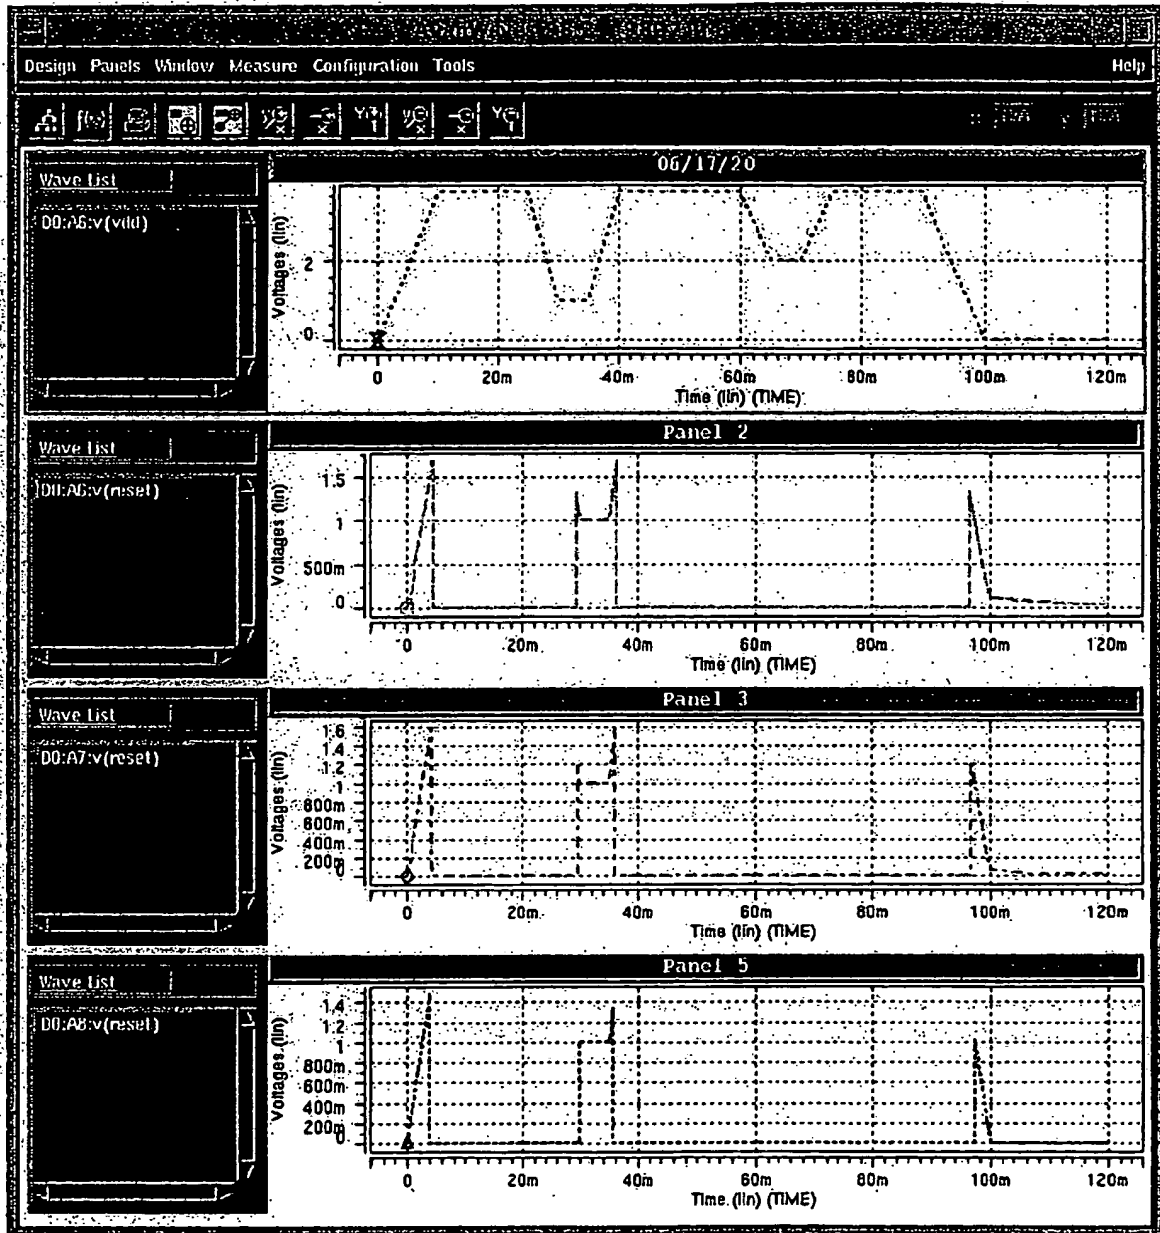 Design Panels Window Measure Configuration Tools Help
06/17/20
Wave List
D0:A6:v(vdd)
Voltages (lin)
2
0
0 20m 40m 60m 80m 100m 120m
Time (lin) (TIME)
Panel 2
Wave List
D0:A6:v(reset)
Voltages (lin)
1.5
1
500m
0
0 20m 40m 60m 80m 100m 120m
Time (lin) (TIME)
Panel 3
Wave List
D0:A7:v(reset)
Voltages (lin)
1.6
1.4
1.2
1
800m
600m
400m
200m
0
0 20m 40m 60m 80m 100m 120m
Time (lin) (TIME)
Panel 5
Wave List
D0:A8:v(reset)
Voltages (lin)
1.4
1.2
1
800m
600m
400m
200m
0
0 20m 40m 60m 80m 100m 120m
Time (lin) (TIME)